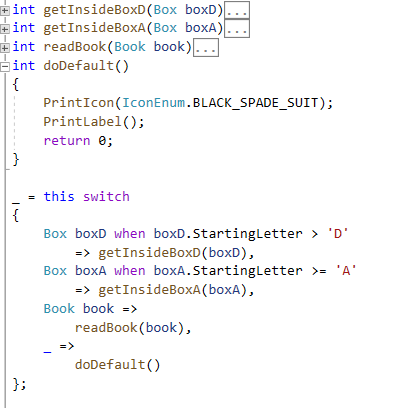 int getInsideBoxD(Box boxD)...
int getInsideBoxA(Box boxA)...
int readBook(Book book)...
int doDefault()
{
    PrintIcon(IconEnum.BLACK_SPADE_SUIT);
    PrintLabel();
    return 0;
}
_ = this switch
{
    Box boxD when boxD.StartingLetter > 'D'
        => getInsideBoxD(boxD),
    Box boxA when boxA.StartingLetter >= 'A'
        => getInsideBoxA(boxA),
    Book book =>
        readBook(book),
    _ =>
        doDefault()
};